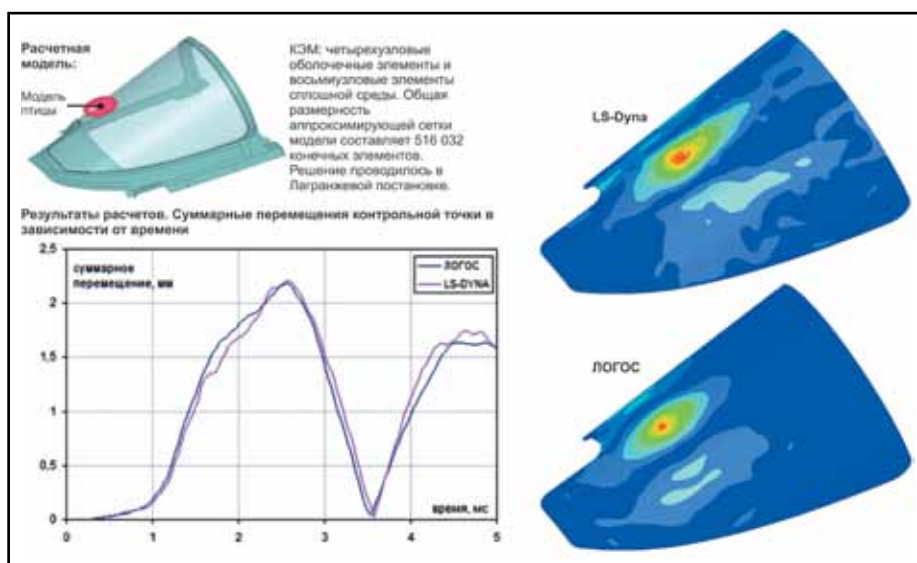 Расчетная
модель:
Модель
птицы
КЭМ: четырехузловые
оболочечные элементы и
восьмиузловые элементы
сплошной среды. Общая
размерность
аппроксимирующей сетки
модели составляет 516 032
конечных элементов.
Решение проводилось в
Лагранжевой постановке.
Результаты расчетов. Суммарные перемещения контрольной точки в
зависимости от времени
суммарное
перемещение, мм
ЛОГОС
LS-DYNA
2.5
2
1.5
1
0.5
0
время, мс
0 1 2 3 4 5
LS-Dyna
ЛОГОС